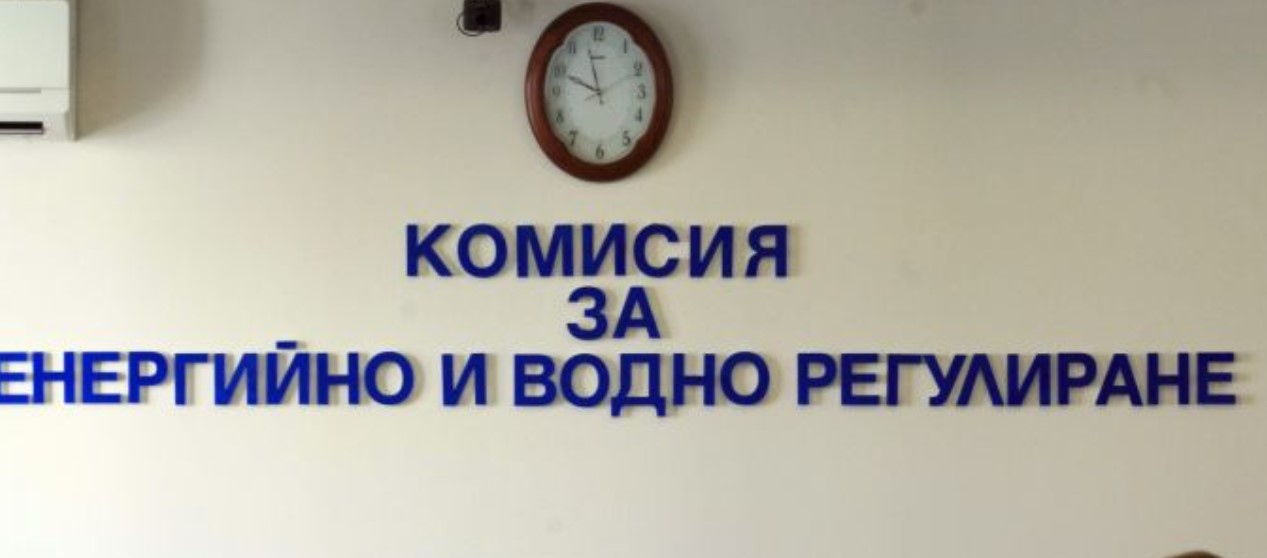 КОМИСИЯ
ЗА
ЕНЕРГИЙНО И ВОДНО РЕГУЛИРАНЕ